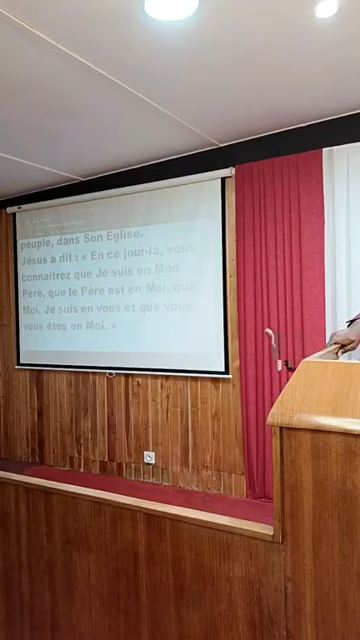 peuple, dans Son Eglise.
Jésus a dit : « En ce jour-là, vous
connaitrez que Je suis en Mon
Père, que le Père est en Moi, que
Moi, Je suis en vous et que vous,
vous êtes en Moi. »